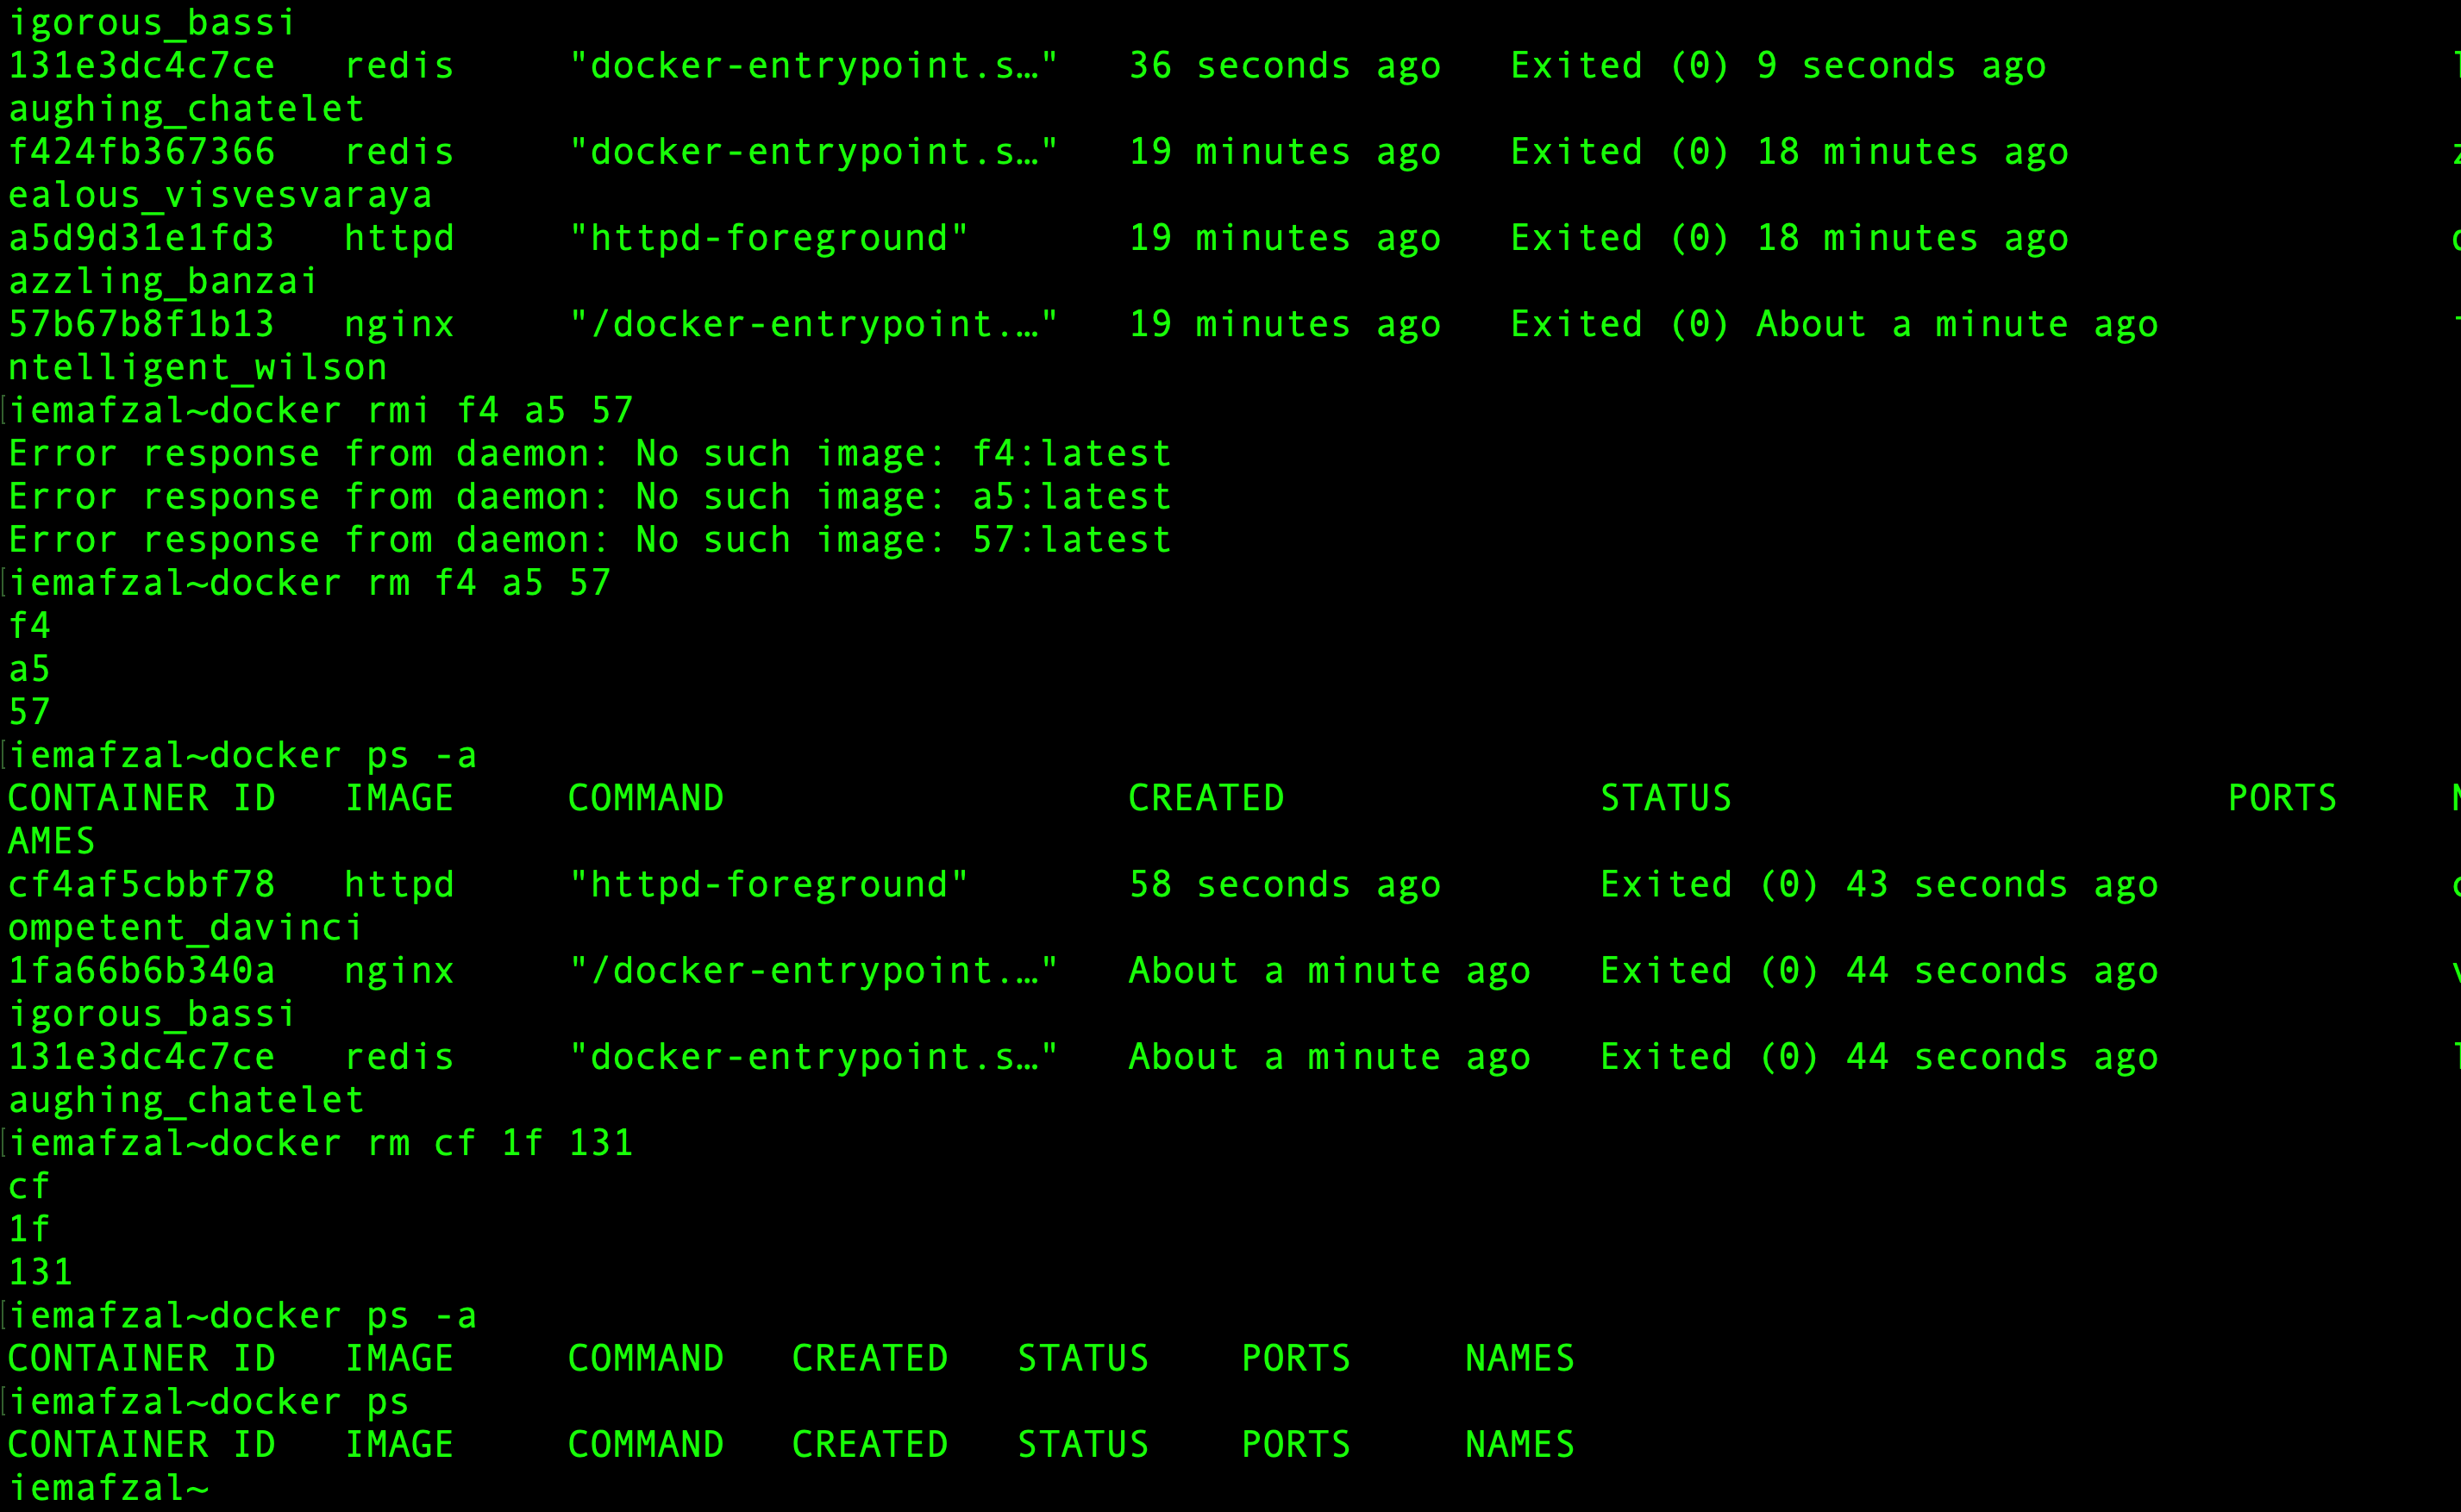 igorous_bassi
131e3dc4c7ce   redis     "docker-entrypoint.s…"   36 seconds ago   Exited (0) 9 seconds ago                  l
aughing_chatelet
f424fb367366   redis     "docker-entrypoint.s…"   19 minutes ago   Exited (0) 18 minutes ago                 z
ealous_visvesvaraya
a5d9d31e1fd3   httpd     "httpd-foreground"       19 minutes ago   Exited (0) 18 minutes ago                 d
azzling_banzai
57b67b8f1b13   nginx     "/docker-entrypoint.…"   19 minutes ago   Exited (0) About a minute ago             i
ntelligent_wilson
iemafzal~docker rmi f4 a5 57
Error response from daemon: No such image: f4:latest
Error response from daemon: No such image: a5:latest
Error response from daemon: No such image: 57:latest
iemafzal~docker rm f4 a5 57
f4
a5
57
iemafzal~docker ps -a
CONTAINER ID   IMAGE     COMMAND                  CREATED              STATUS                      PORTS     N
AMES
cf4af5cbbf78   httpd     "httpd-foreground"       58 seconds ago       Exited (0) 43 seconds ago             c
ompetent_davinci
1fa66b6b340a   nginx     "/docker-entrypoint.…"   About a minute ago   Exited (0) 44 seconds ago             v
igorous_bassi
131e3dc4c7ce   redis     "docker-entrypoint.s…"   About a minute ago   Exited (0) 44 seconds ago             l
aughing_chatelet
iemafzal~docker rm cf 1f 131
cf
1f
131
iemafzal~docker ps -a
CONTAINER ID   IMAGE     COMMAND   CREATED   STATUS    PORTS     NAMES
iemafzal~docker ps
CONTAINER ID   IMAGE     COMMAND   CREATED   STATUS    PORTS     NAMES
iemafzal~